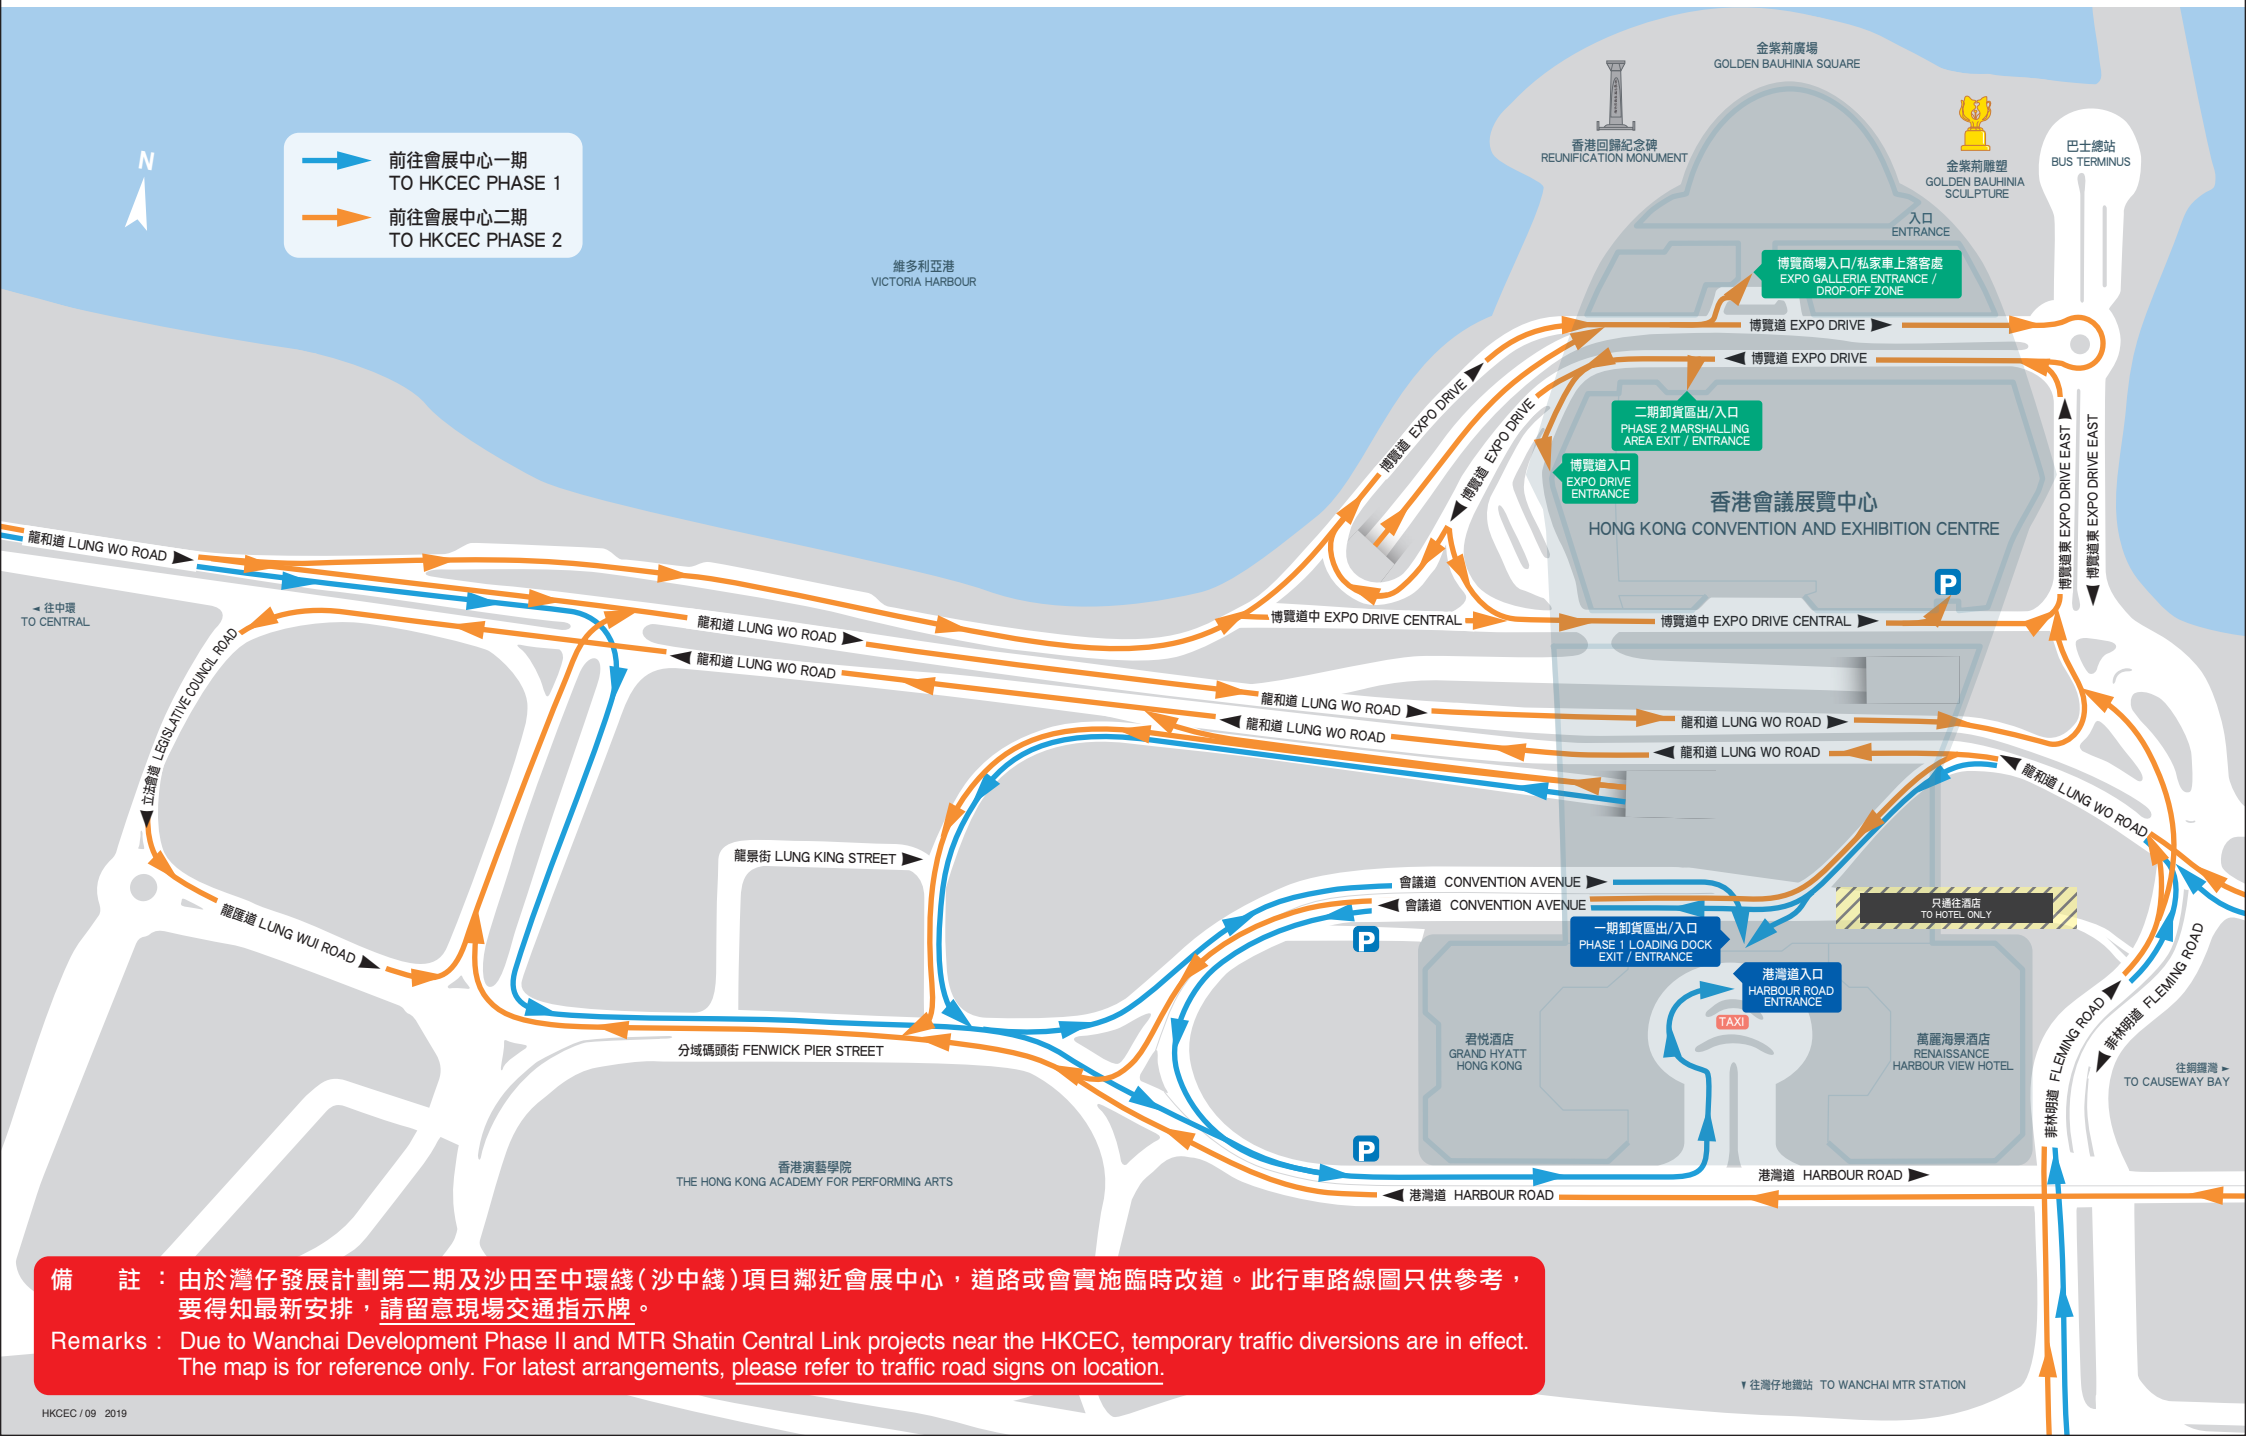 金紫荊廣場
GOLDEN BAUHINIA SQUARE
香港回歸紀念碑
REUNIFICATION MONUMENT
金紫荊雕塑
GOLDEN BAUHINIA
SCULPTURE
巴士總站
BUS TERMINUS
N
前往會展中心一期
TO HKCEC PHASE 1
前往會展中心二期
TO HKCEC PHASE 2
入口
ENTRANCE
維多利亞港
VICTORIA HARBOUR
博覽商場入口/私家車上落客處
EXPO GALLERIA ENTRANCE /
DROP-OFF ZONE
博覽道 EXPO DRIVE
博覽道 EXPO DRIVE
博覽道 EXPO DRIVE
博覽道 EXPO DRIVE
二期卸貨區出/入口
PHASE 2 MARSHALLING
AREA EXIT / ENTRANCE
博覽道入口
EXPO DRIVE
ENTRANCE
香港會議展覽中心
HONG KONG CONVENTION AND EXHIBITION CENTRE
博覽道東 EXPO DRIVE EAST
博覽道東 EXPO DRIVE EAST
P
龍和道 LUNG WO ROAD
往中環
TO CENTRAL
博覽道中 EXPO DRIVE CENTRAL
博覽道中 EXPO DRIVE CENTRAL
龍和道 LUNG WO ROAD
龍和道 LUNG WO ROAD
龍和道 LUNG WO ROAD
龍和道 LUNG WO ROAD
龍和道 LUNG WO ROAD
龍和道 LUNG WO ROAD
龍和道 LUNG WO ROAD
立法會道 LEGISLATIVE COUNCIL ROAD
龍景街 LUNG KING STREET
會議道 CONVENTION AVENUE
會議道 CONVENTION AVENUE
只通往酒店
TO HOTEL ONLY
龍匯道 LUNG WUI ROAD
P
一期卸貨區出/入口
PHASE 1 LOADING DOCK
EXIT / ENTRANCE
港灣道入口
HARBOUR ROAD
ENTRANCE
TAXI
君悅酒店
GRAND HYATT
HONG KONG
萬麗海景酒店
RENAISSANCE
HARBOUR VIEW HOTEL
菲林明道 FLEMING ROAD
菲林明道 FLEMING ROAD
往銅鑼灣
TO CAUSEWAY BAY
分域碼頭街 FENWICK PIER STREET
P
香港演藝學院
THE HONG KONG ACADEMY FOR PERFORMING ARTS
港灣道 HARBOUR ROAD
港灣道 HARBOUR ROAD
備 註：由於灣仔發展計劃第二期及沙田至中環綫(沙中綫)項目鄰近會展中心，道路或會實施臨時改道。此行車路線圖只供參考，
要得知最新安排，請留意現場交通指示牌。
Remarks : Due to Wanchai Development Phase II and MTR Shatin Central Link projects near the HKCEC, temporary traffic diversions are in effect.
The map is for reference only. For latest arrangements, please refer to traffic road signs on location.
往灣仔地鐵站 TO WANCHAI MTR STATION
HKCEC / 09 2019